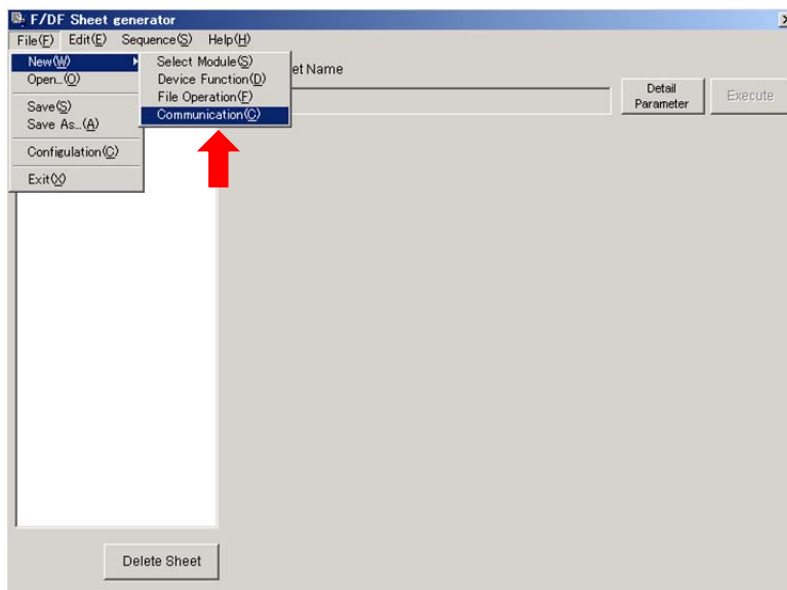 F/DF Sheet generator
File(F) Edit(E) Sequence(S) Help(H)
New(W)
Open...(O)
Save(S)
Save As...(A)
Configulation(C)
Exit(X)
Select Module(S)
Device Function(D)
File Operation(F)
Communication(C)
et Name
Detail
Parameter
Execute
Delete Sheet